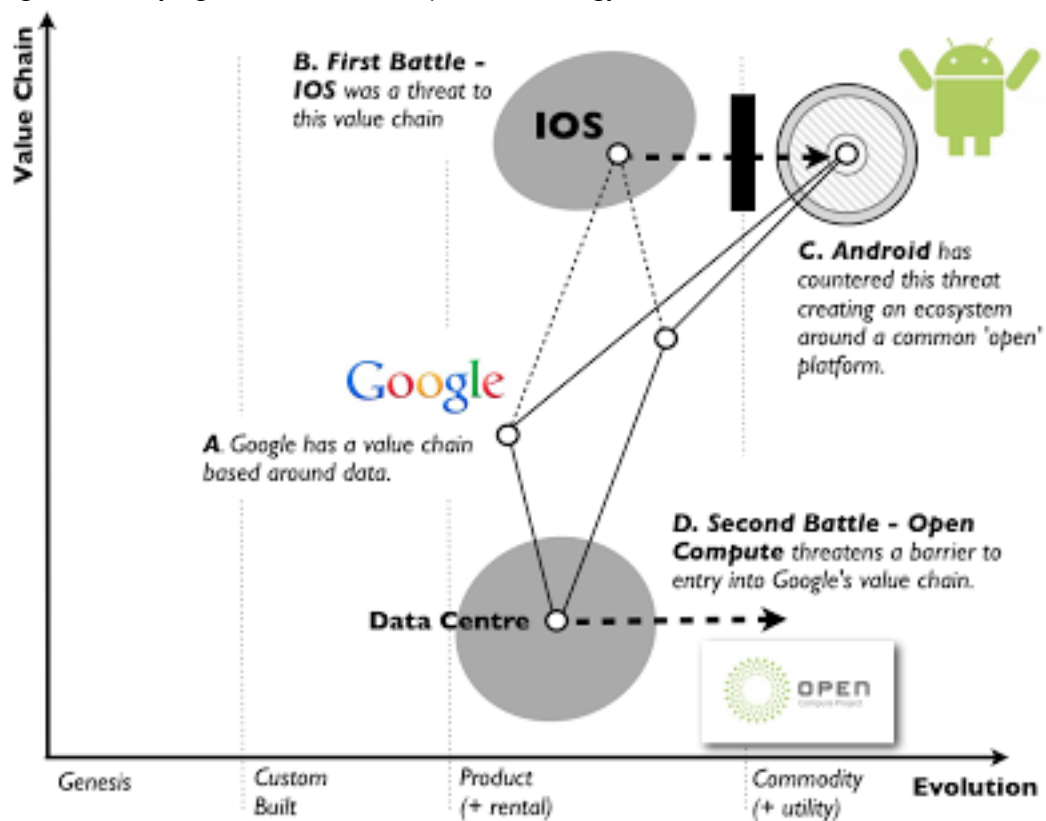 Value Chain
B. First Battle -
IOS was a threat to
this value chain
IOS
C. Android has
countered this threat
creating an ecosystem
around a common 'open'
platform.
Google
A. Google has a value chain
based around data.
D. Second Battle - Open
Compute threatens a barrier to
entry into Google's value chain.
Data Centre
OPEN
Compute Project
Genesis
Custom
Built
Product
(+ rental)
Commodity
(+ utility)
Evolution